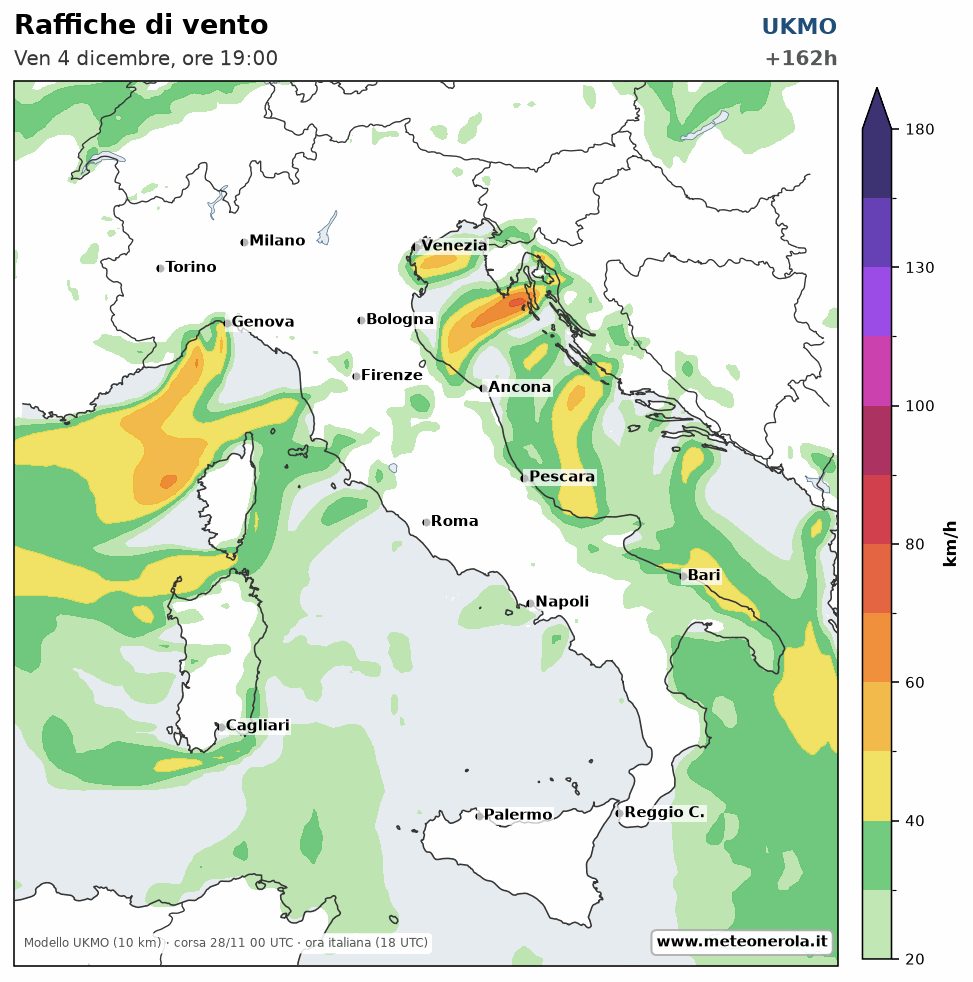 Raffiche di vento
UKMO
Ven 4 dicembre, ore 19:00
+162h
180
130
100
80
60
40
20
km/h
Milano
Venezia
Torino
Genova
Bologna
Firenze
Ancona
Pescara
Roma
Bari
Napoli
Cagliari
Palermo
Reggio C.
Modello UKMO (10 km) · corsa 28/11 00 UTC · ora italiana (18 UTC)
www.meteonerola.it